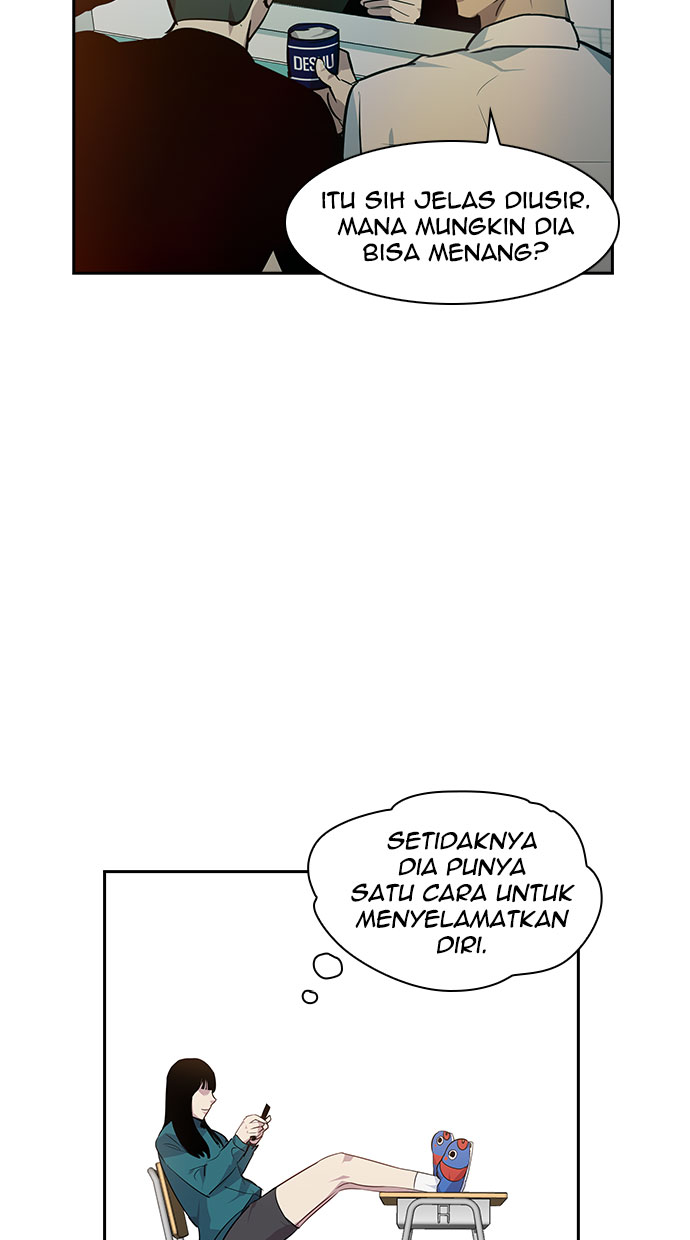 ITU SIH JELAS DIUSIR.
MANA MUNGKIN DIA
BISA MENANG?
SETIDAKNYA
DIA PUNYA
SATU CARA UNTUK
MENYELAMATKAN
DIRI.